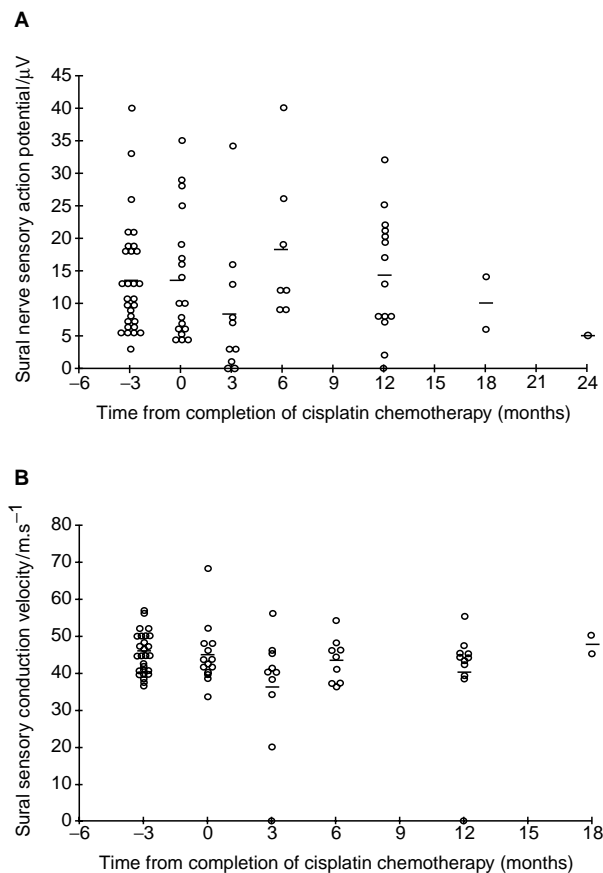 A
Sural nerve sensory action potential/μV
45
40
35
30
25
20
15
10
5
0
−6 −3 0 3 6 9 12 15 18 21 24
Time from completion of cisplatin chemotherapy (months)
B
Sural sensory conduction velocity/m.s⁻¹
80
70
60
50
40
30
20
10
0
−6 −3 0 3 6 9 12 18
Time from completion of cisplatin chemotherapy (months)